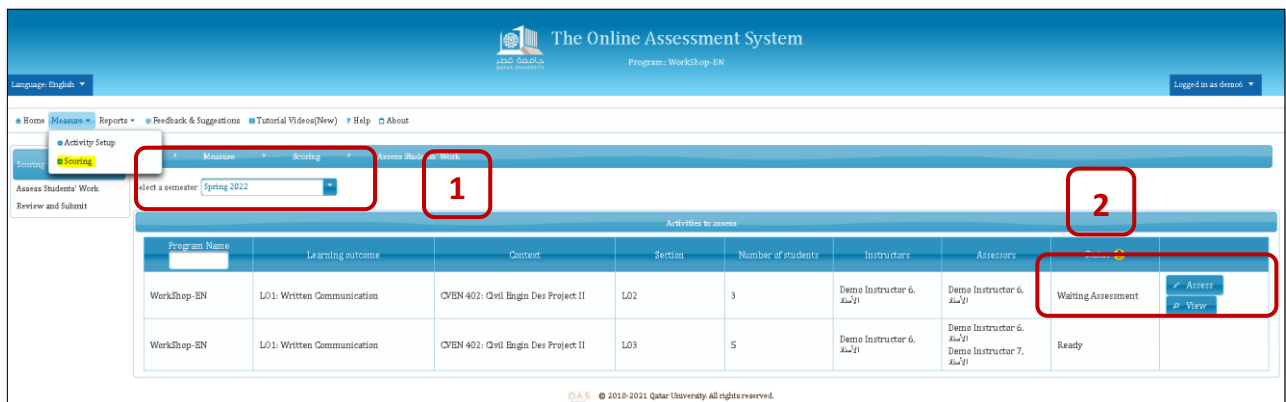 The Online Assessment System
جامعة قطر
QATAR UNIVERSITY
Program: WorkShop-EN
Language: English
Logged in as demo6
Home Measure Reports Feedback & Suggestions Tutorial Videos(New) ? Help About
Activity Setup
Scoring
Scoring
Measure Scoring Assess Students' Work
Assess Students' Work
Review and Submit
Select a semester Spring 2022
1
2
Activities to assess
Program Name Learning outcome Context Section Number of students Instructors Assessors Status
WorkShop-EN LO1: Written Communication CVEN 402: Civil Engin Des Project II L02 3 Demo Instructor 6, الأستاذ Demo Instructor 6, الأستاذ Waiting Assessment Assess View
WorkShop-EN LO1: Written Communication CVEN 402: Civil Engin Des Project II L03 5 Demo Instructor 6, الأستاذ Demo Instructor 6, الأستاذ Demo Instructor 7, الأستاذ Ready
OAS © 2010-2021 Qatar University. All rights reserved.